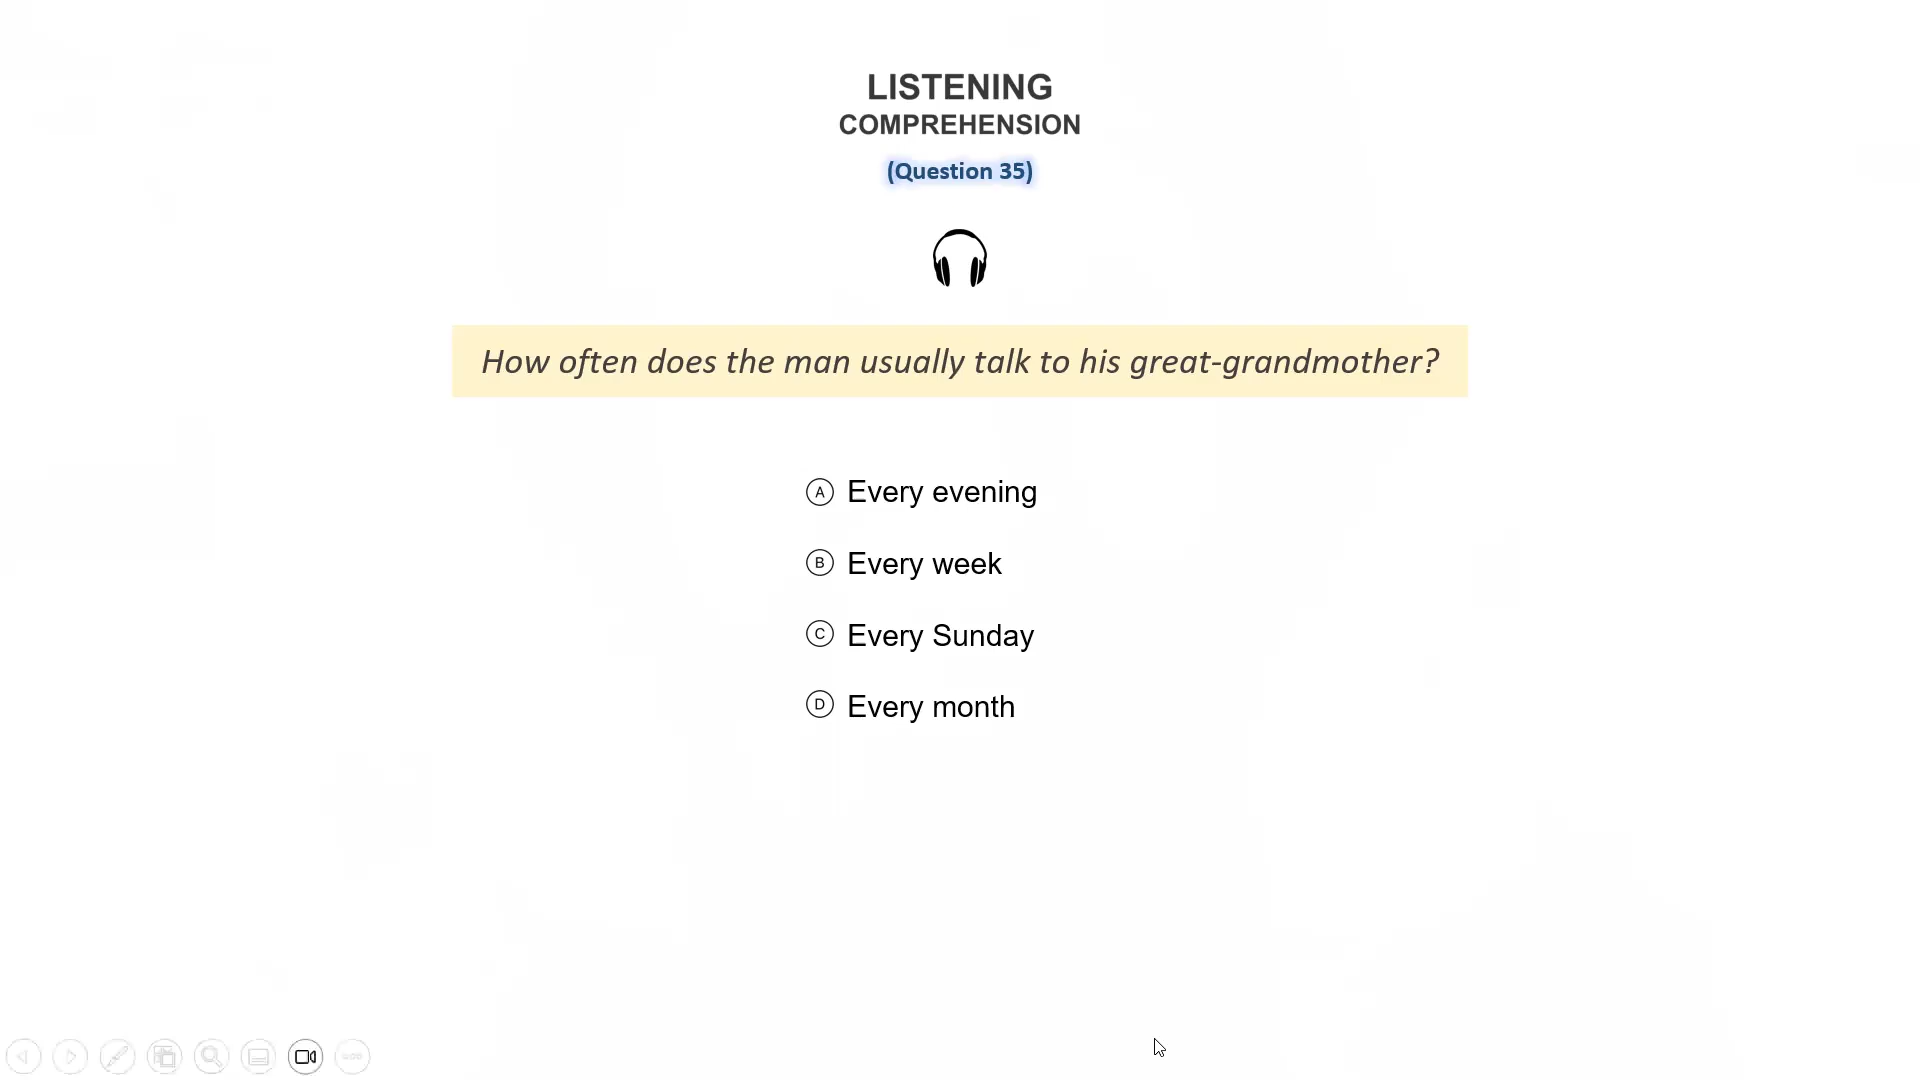 LISTENING
COMPREHENSION
(Question 35)
How often does the man usually talk to his great-grandmother?
A Every evening
B Every week
C Every Sunday
D Every month